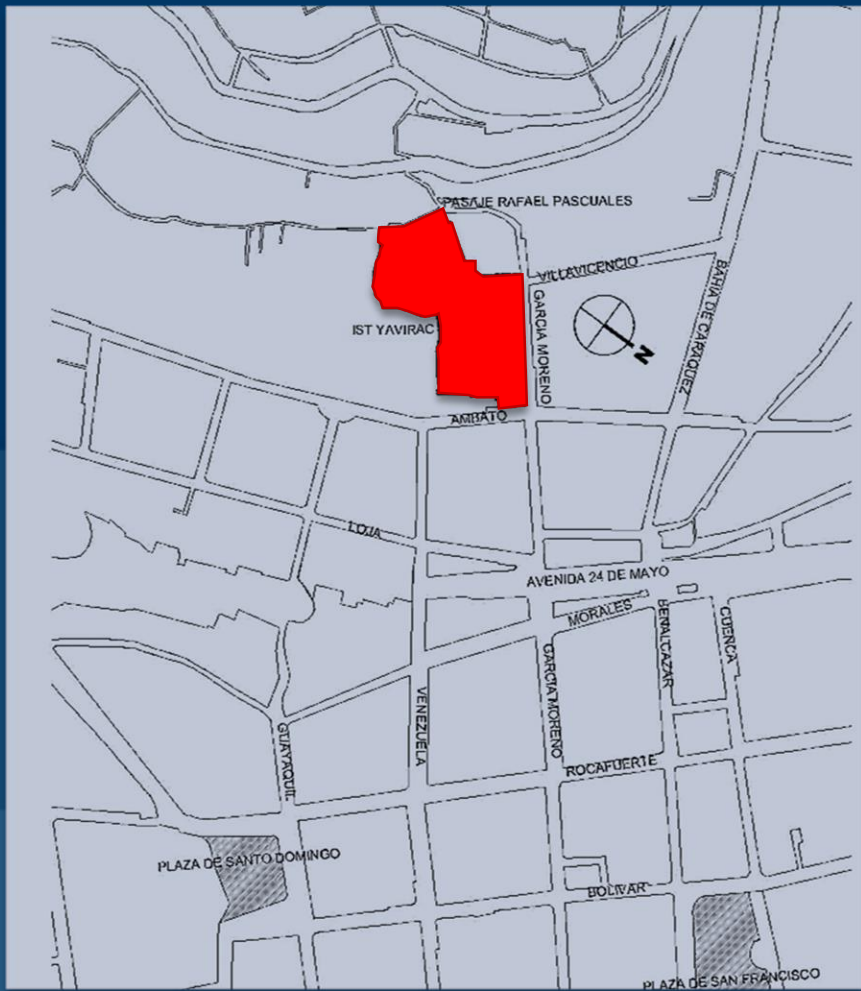 PASAJE RAFAEL PASCUALES
VILLAVICENCIO
BAHIA DE CARAQUEZ
GARCIA MORENO
IST YAVIRAC
N
AMBATO
LOJA
AVENIDA 24 DE MAYO
MORALES
BENALCAZAR
CUENCA
GARCIA MORENO
VENEZUELA
GUAYAQUIL
ROCAFUERTE
PLAZA DE SANTO DOMINGO
BOLIVAR
PLAZA DE SAN FRANCISCO